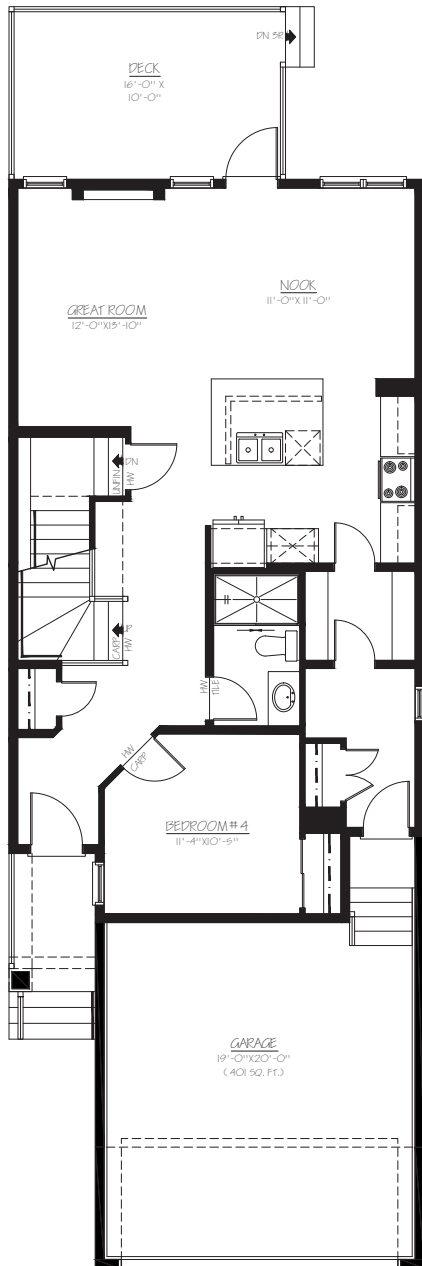 DN 3R
DECK
16'-0" X
10'-0"
NOOK
11'-0"X 11'-0"
GREAT ROOM
12'-0"X13'-10"
DN
UNFIN
HW
CARP
HW
HW
TILE
HW
CARP
BEDROOM # 4
11'-4"X10'-5"
GARAGE
19'-0"X20'-0"
( 401 SQ. FT.)